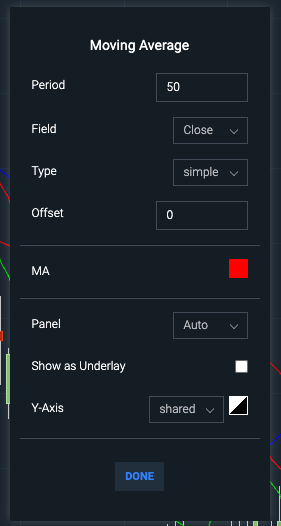 Moving Average
Period 50
Field Close
Type simple
Offset 0
MA
Panel Auto
Show as Underlay
Y-Axis shared
DONE